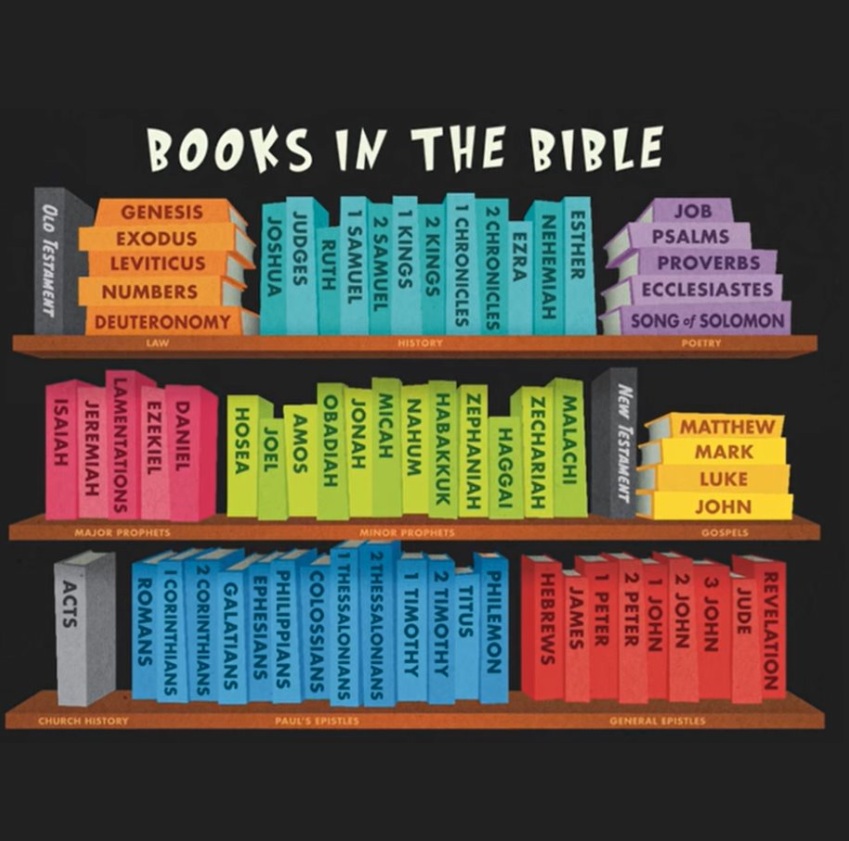 BOOKS IN THE BIBLE
OLD TESTAMENT
GENESIS
EXODUS
LEVITICUS
NUMBERS
DEUTERONOMY
JOSHUA
JUDGES
RUTH
1 SAMUEL
2 SAMUEL
1 KINGS
2 KINGS
1 CHRONICLES
2 CHRONICLES
EZRA
NEHEMIAH
ESTHER
JOB
PSALMS
PROVERBS
ECCLESIASTES
SONG of SOLOMON
LAW
HISTORY
POETRY
ISAIAH
JEREMIAH
LAMENTATIONS
EZEKIEL
DANIEL
HOSEA
JOEL
AMOS
OBADIAH
JONAH
MICAH
NAHUM
HABAKKUK
ZEPHANIAH
HAGGAI
ZECHARIAH
MALACHI
NEW TESTAMENT
MATTHEW
MARK
LUKE
JOHN
MAJOR PROPHETS
MINOR PROPHETS
GOSPELS
ACTS
ROMANS
1 CORINTHIANS
2 CORINTHIANS
GALATIANS
EPHESIANS
PHILIPPIANS
COLOSSIANS
1 THESSALONIANS
2 THESSALONIANS
1 TIMOTHY
2 TIMOTHY
TITUS
PHILEMON
HEBREWS
JAMES
1 PETER
2 PETER
1 JOHN
2 JOHN
3 JOHN
JUDE
REVELATION
CHURCH HISTORY
PAUL'S EPISTLES
GENERAL EPISTLES